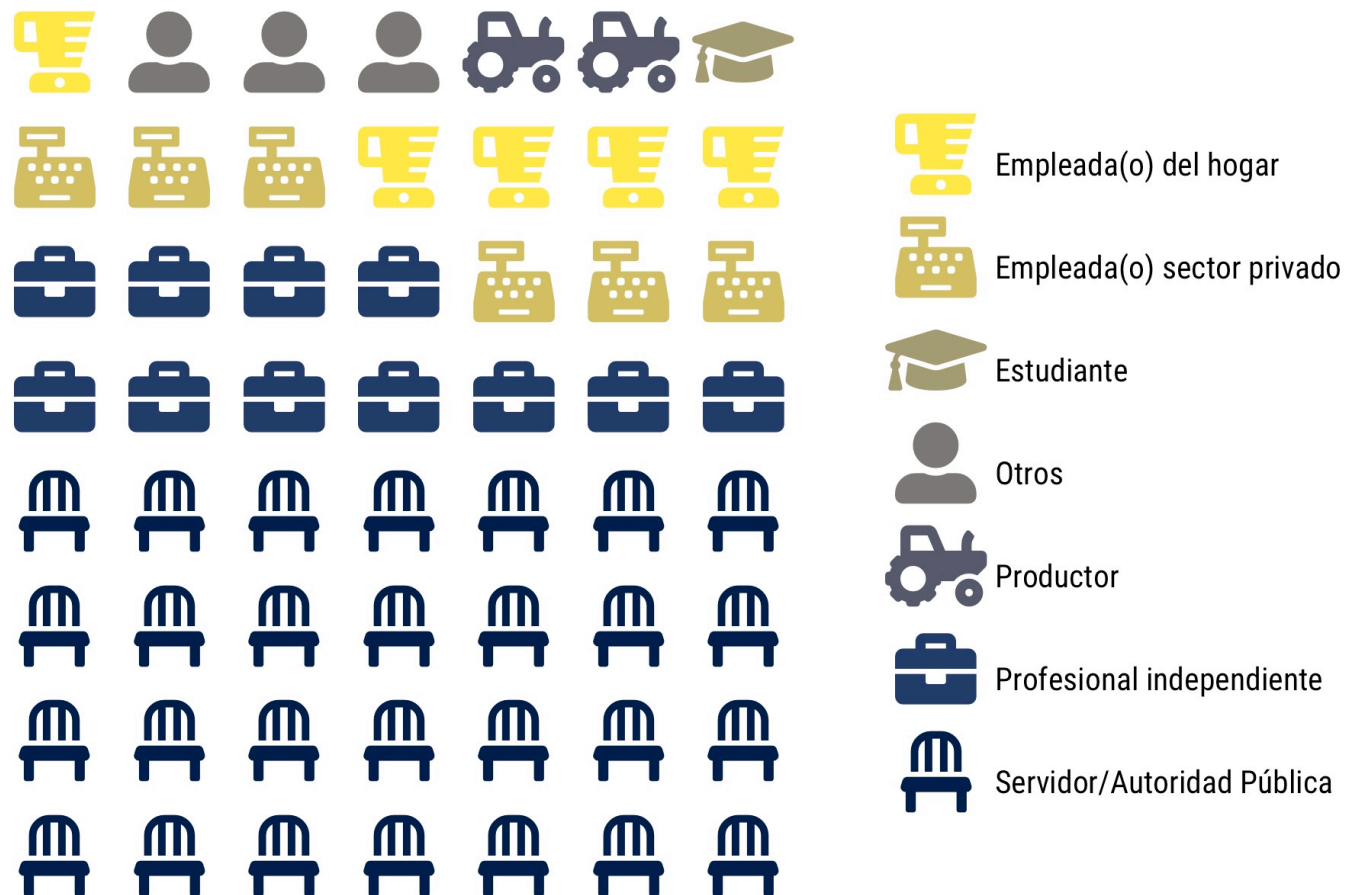 Empleada(o) del hogar
Empleada(o) sector privado
Estudiante
Otros
Productor
Profesional independiente
Servidor/Autoridad Pública